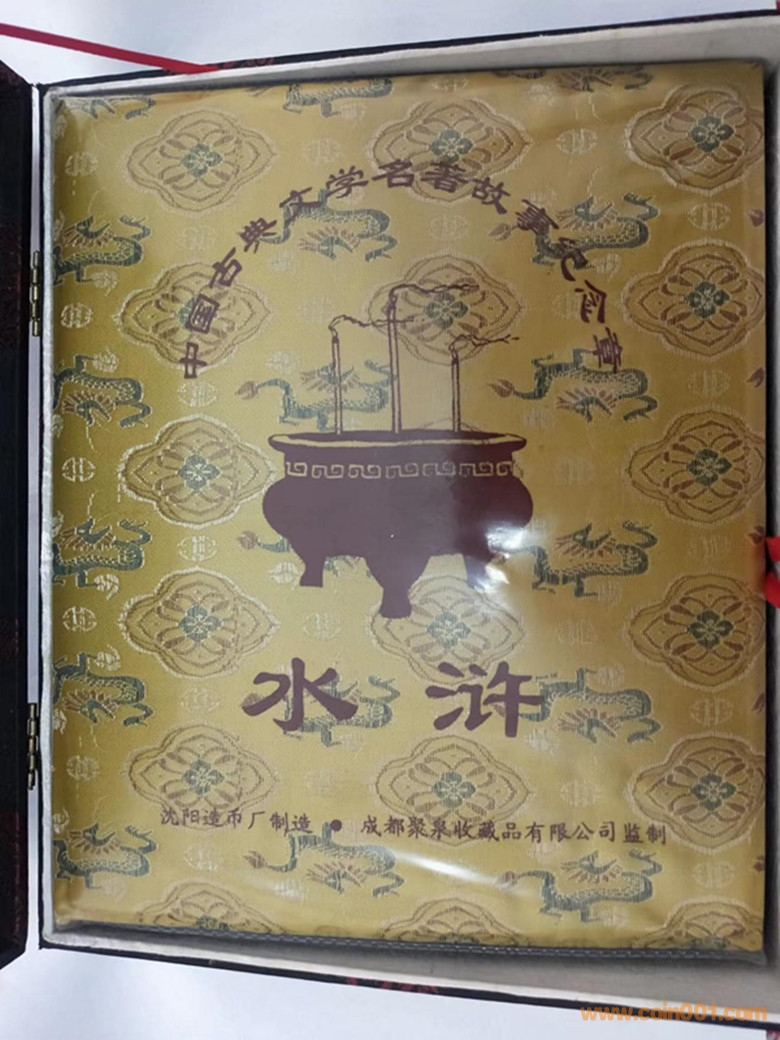 中国古典文学名著故事纪念章
水浒
沈阳造币厂制造 ● 成都聚泉收藏品有限公司监制
www.coin001.com